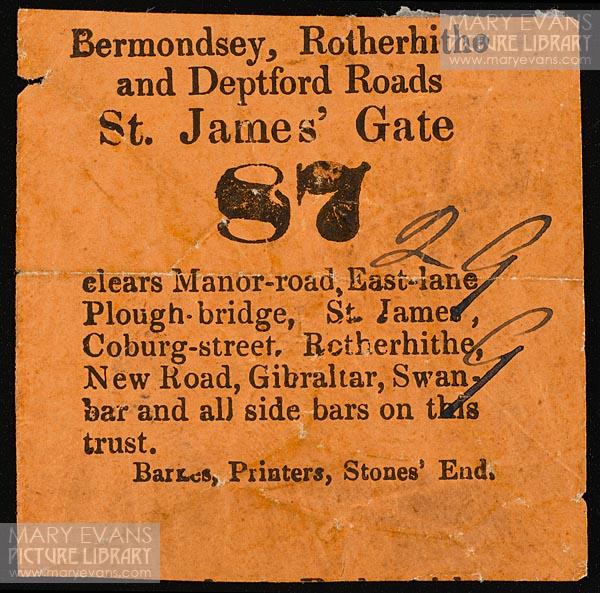 MARY EVANS
PICTURE LIBRARY
www.maryevans.com
Bermondsey, Rotherhithe
and Deptford Roads
St. James' Gate
87
29
9
clears Manor-road, East-lane
Plough-bridge, St. James',
Coburg-street, Rotherhithe,
New Road, Gibraltar, Swan-
bar and all side bars on this
trust.
Barnes, Printers, Stones' End.
MARY EVANS
PICTURE LIBRARY
www.maryevans.com